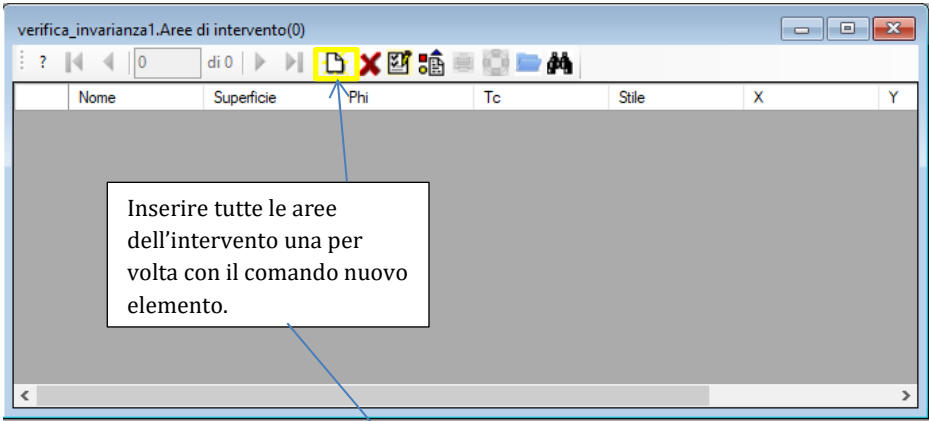 verifica_invarianza1.Aree di intervento(0)
? 0 di 0
Nome Superficie Phi Tc Stile X Y
Inserire tutte le aree
dell'intervento una per
volta con il comando nuovo
elemento.